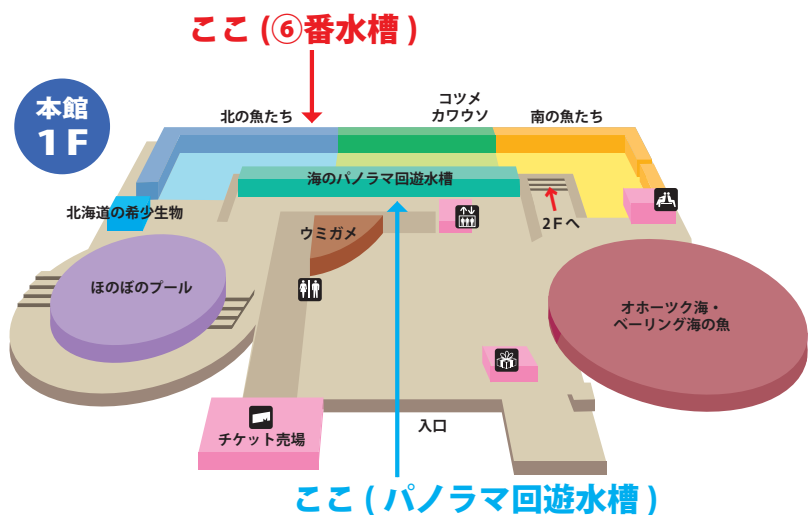 ここ (⑥番水槽 )
本館
1F
北の魚たち
コツメ
カワウソ
南の魚たち
海のパノラマ回遊水槽
北海道の希少生物
ウミガメ
2Fへ
ほのぼのプール
オホーツク海・
ベーリング海の魚
チケット売場
入口
ここ ( パノラマ回遊水槽 )